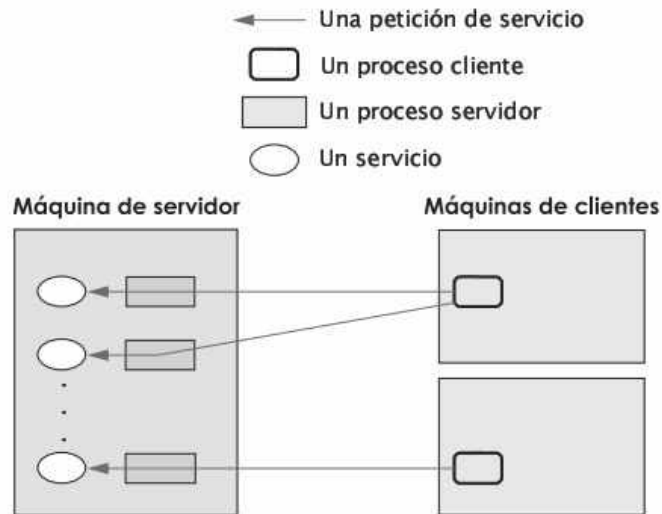 Una petición de servicio
Un proceso cliente
Un proceso servidor
Un servicio
Máquina de servidor
Máquinas de clientes